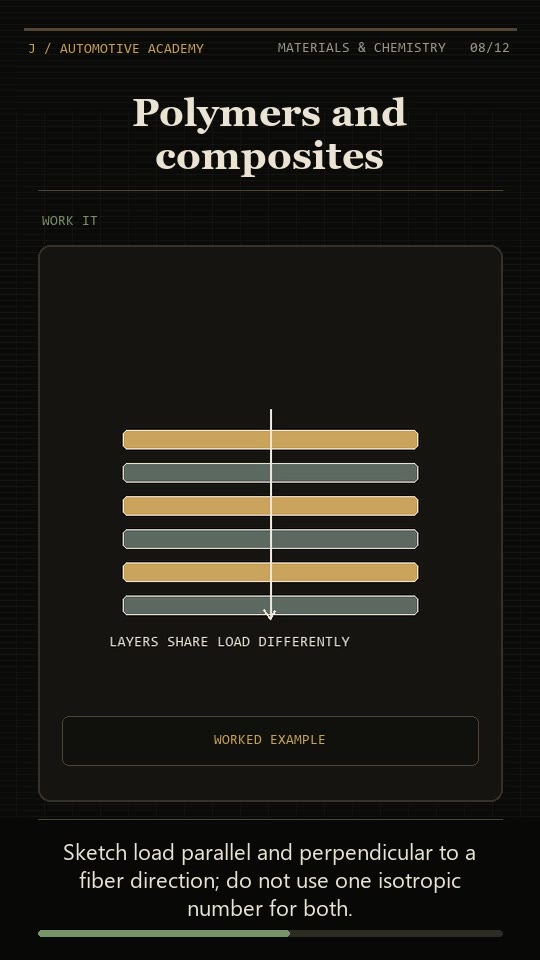 J / AUTOMOTIVE ACADEMY
MATERIALS & CHEMISTRY 08/12
Polymers and
composites
WORK IT
LAYERS SHARE LOAD DIFFERENTLY
WORKED EXAMPLE
Sketch load parallel and perpendicular to a
fiber direction; do not use one isotropic
number for both.